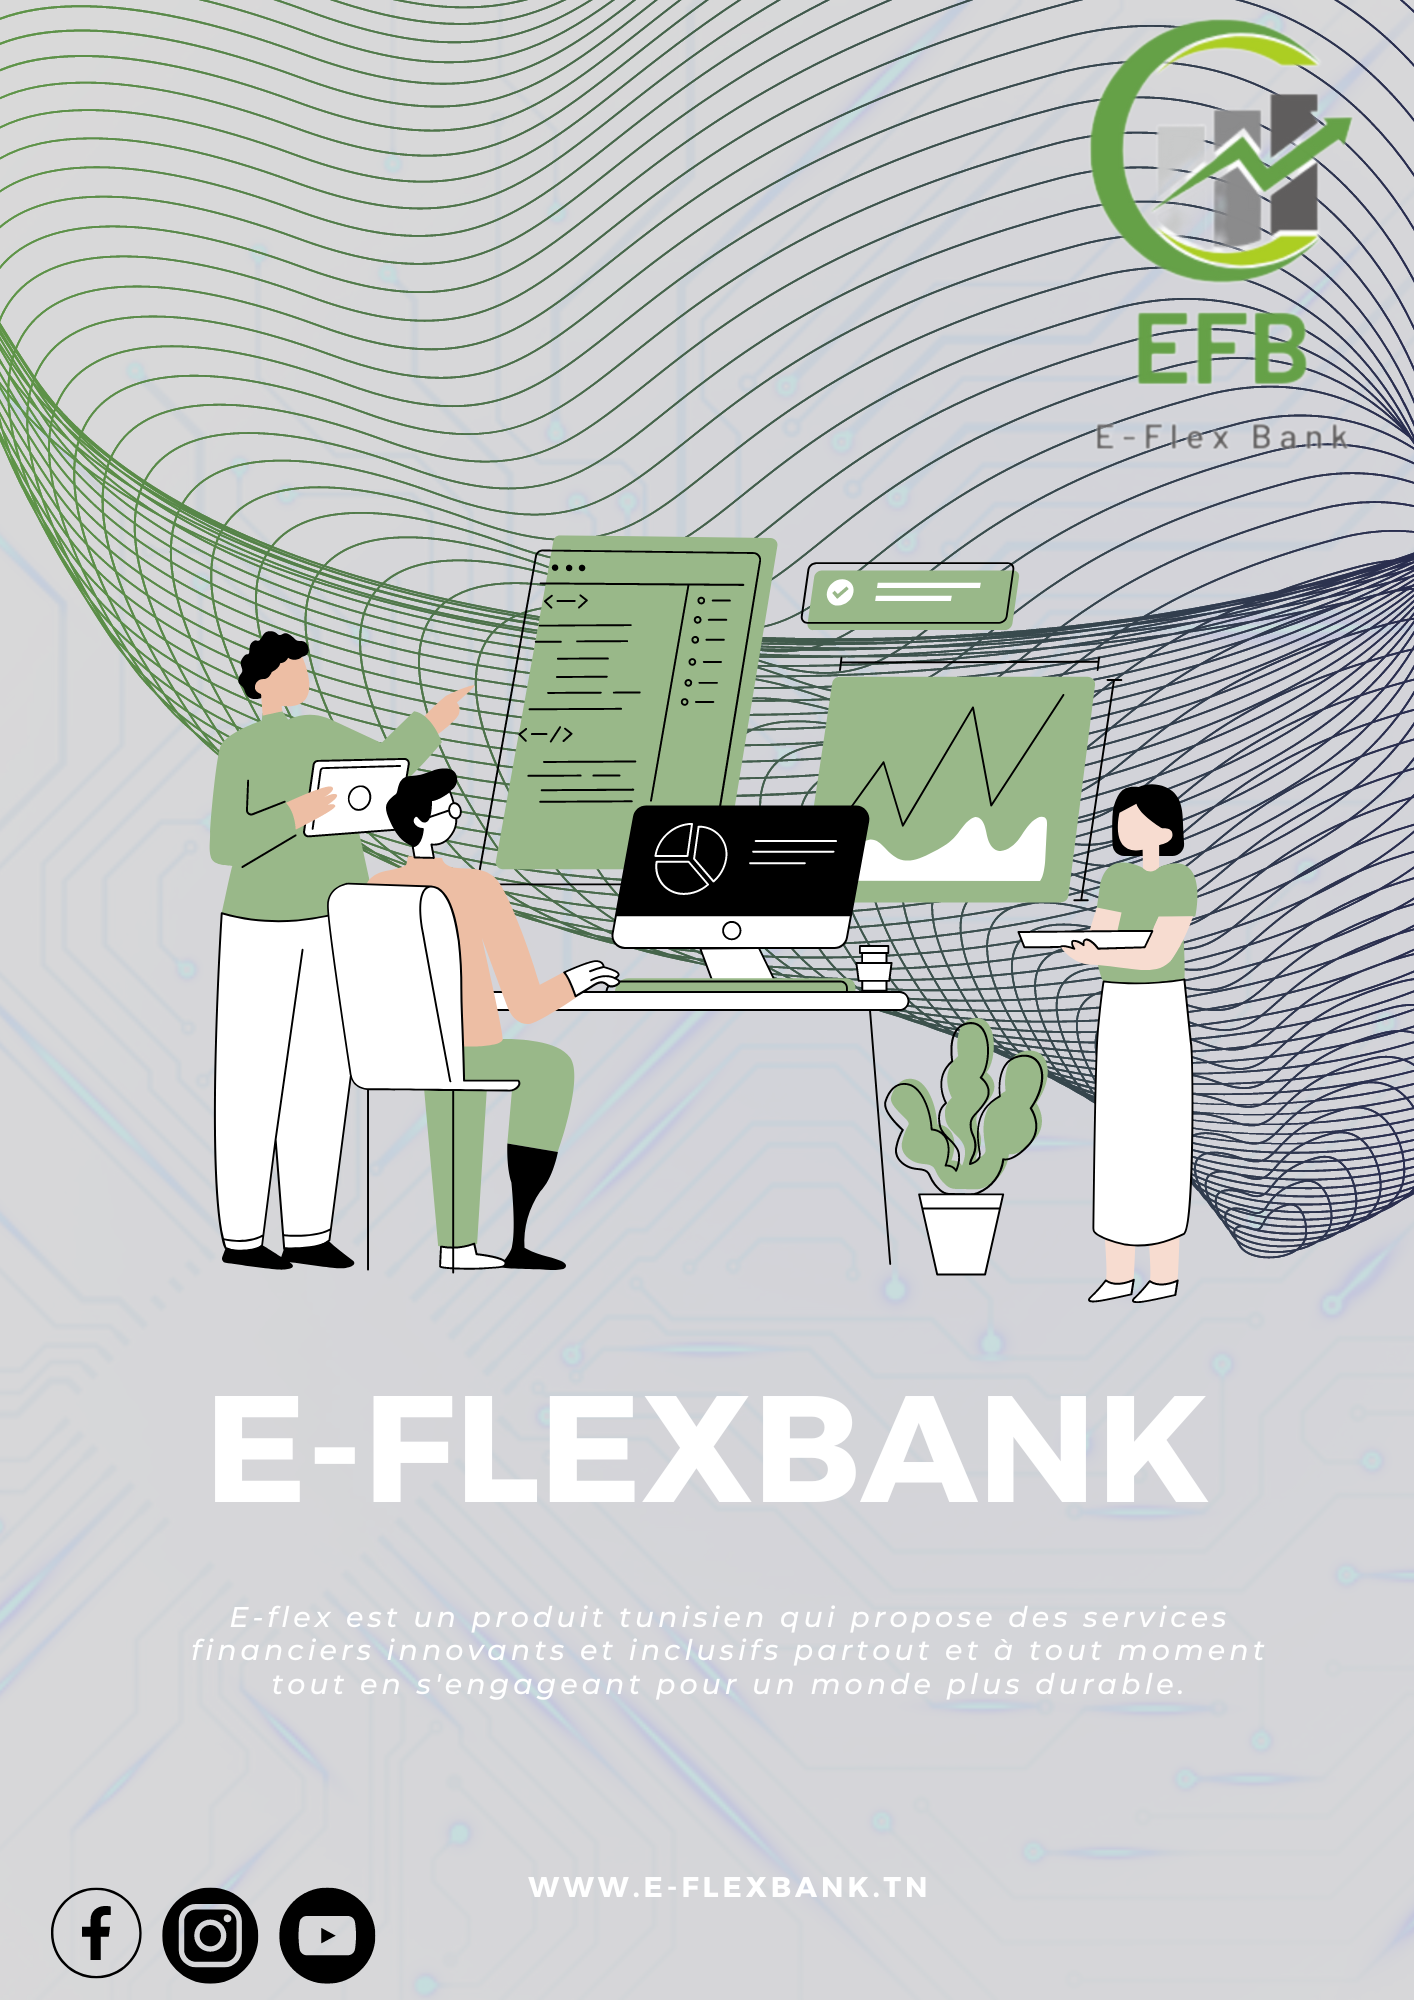 EFB
E-Flex Bank
<—>
<—/>
E-FLEXBANK
E-flex est un produit tunisien qui propose des services
financiers innovants et inclusifs partout et à tout moment
tout en s'engageant pour un monde plus durable.
WWW.E-FLEXBANK.TN